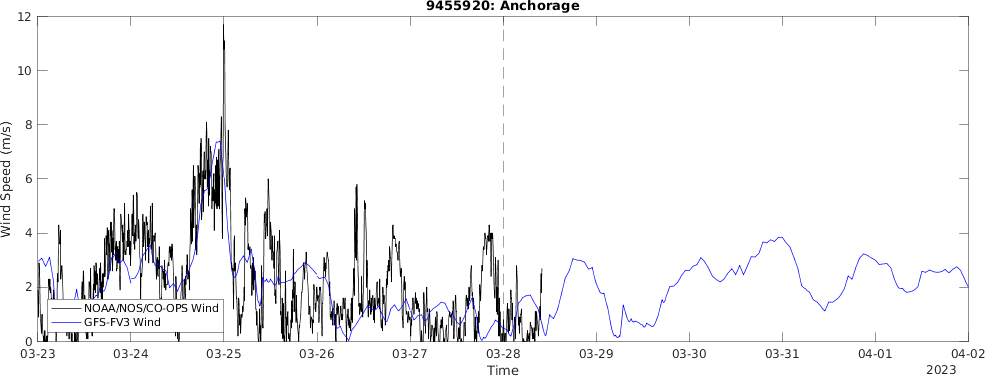 9455920: Anchorage
12
10
8
6
4
2
0
Wind Speed (m/s)
NOAA/NOS/CO-OPS Wind
GFS-FV3 Wind
03-23 03-24 03-25 03-26 03-27 03-28 03-29 03-30 03-31 04-01 04-02
Time
2023